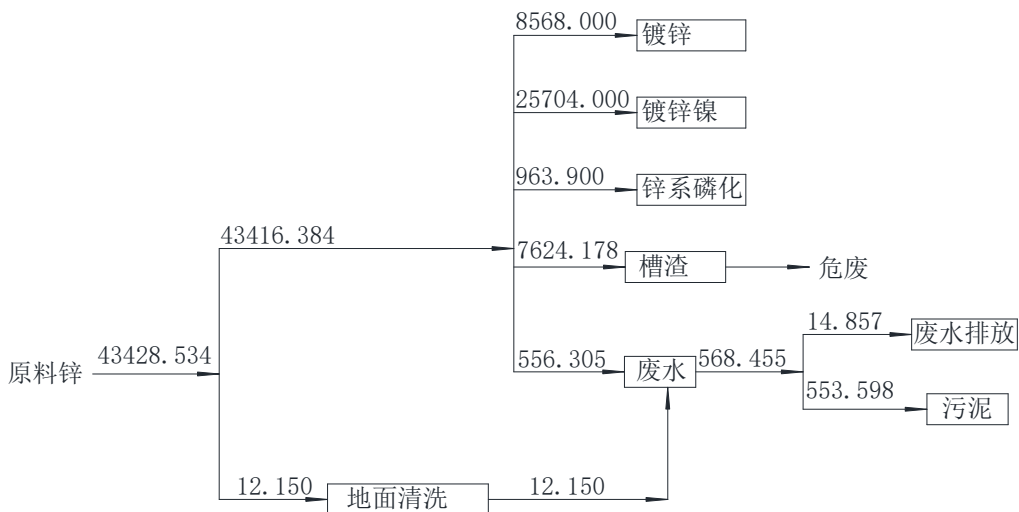 8568.000
镀锌
25704.000
镀锌镍
963.900
锌系磷化
43416.384
7624.178
槽渣
危废
14.857
废水排放
原料锌
43428.534
556.305
废水
568.455
553.598
污泥
12.150
地面清洗
12.150